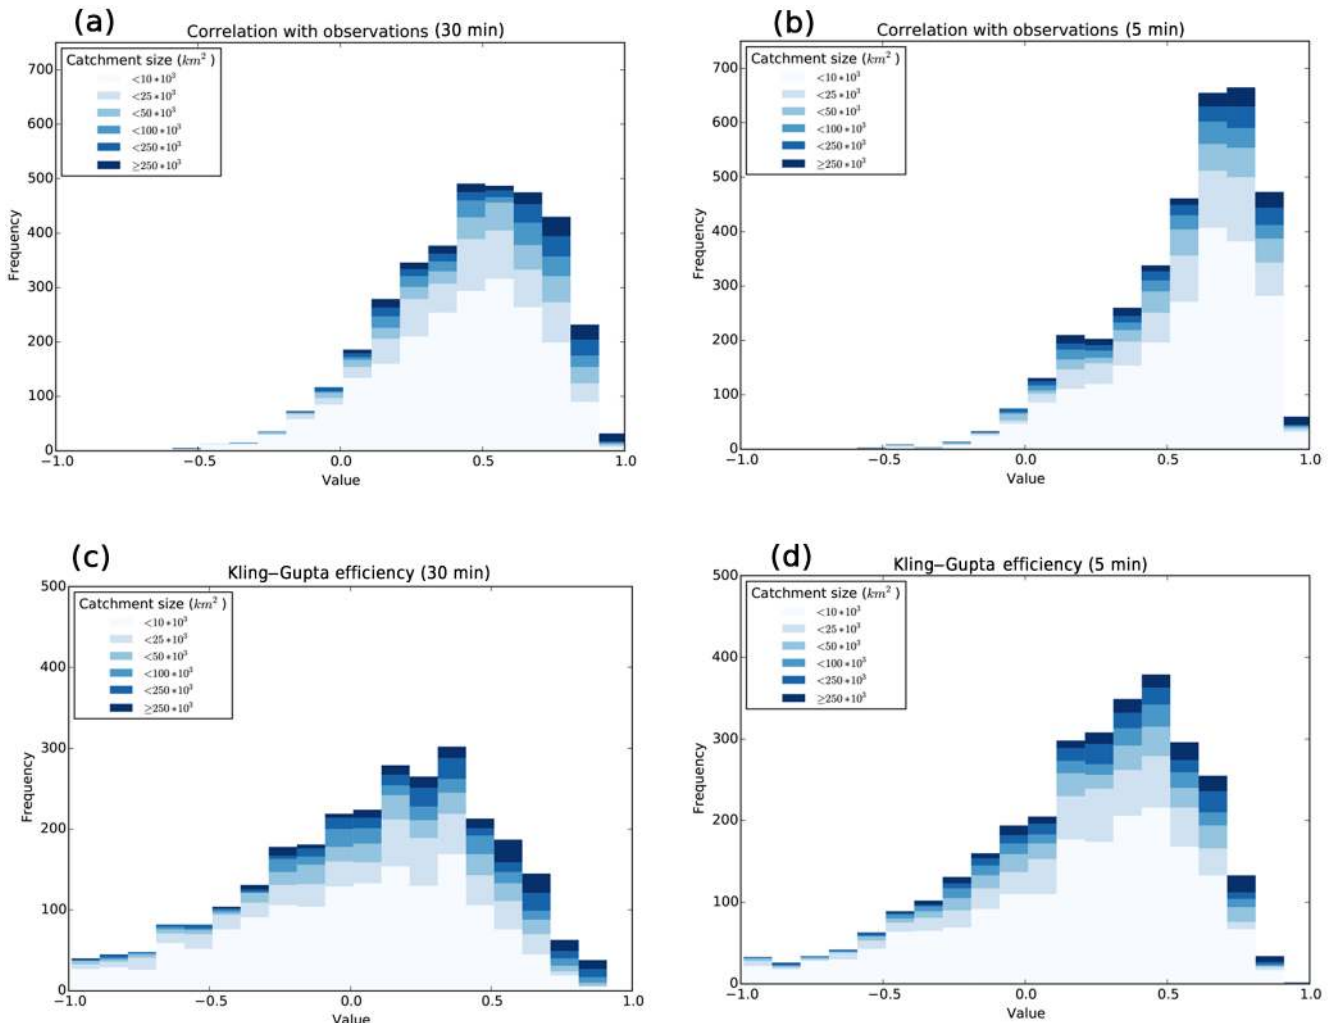 (a)
Correlation with observations (30 min)
Catchment size (km²)
<10*10³
<25*10³
<50*10³
<100*10³
<250*10³
≥250*10³
700
600
500
400
300
200
100
0
Frequency
−1.0 −0.5 0.0 0.5 1.0
Value
(b)
Correlation with observations (5 min)
Catchment size (km²)
<10*10³
<25*10³
<50*10³
<100*10³
<250*10³
≥250*10³
700
600
500
400
300
200
100
0
Frequency
−1.0 −0.5 0.0 0.5 1.0
Value
(c)
Kling–Gupta efficiency (30 min)
Catchment size (km²)
<10*10³
<25*10³
<50*10³
<100*10³
<250*10³
≥250*10³
500
400
300
200
100
0
Frequency
−1.0 −0.5 0.0 0.5 1.0
Value
(d)
Kling–Gupta efficiency (5 min)
Catchment size (km²)
<10*10³
<25*10³
<50*10³
<100*10³
<250*10³
≥250*10³
500
400
300
200
100
0
Frequency
−1.0 −0.5 0.0 0.5 1.0
Value